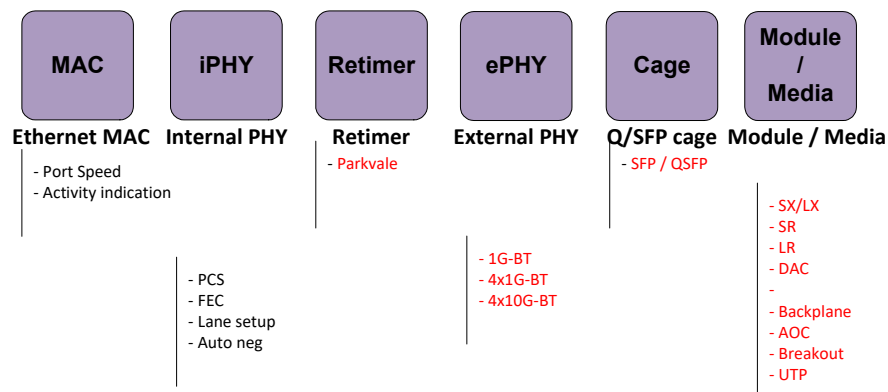 MAC
iPHY
Retimer
ePHY
Cage
Module
/
Media
Ethernet MAC
Internal PHY
Retimer
External PHY
Q/SFP cage
Module / Media
- Port Speed
- Activity indication
- PCS
- FEC
- Lane setup
- Auto neg
- Parkvale
- 1G-BT
- 4x1G-BT
- 4x10G-BT
- SFP / QSFP
- SX/LX
- SR
- LR
- DAC
-
- Backplane
- AOC
- Breakout
- UTP